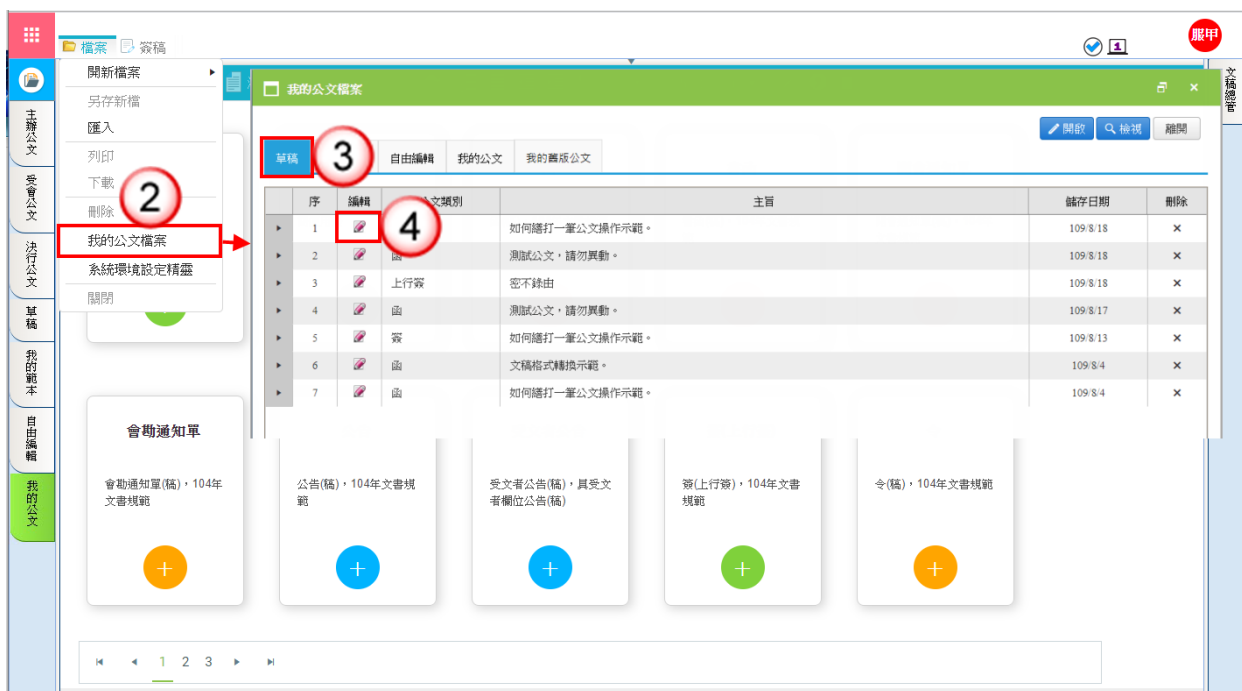 檔案 簽稿
1
服甲
開新檔案
另存新檔
匯入
列印
下載
刪除
我的公文檔案
系統環境設定精靈
關閉
2
主辦公文
受會公文
決行公文
草稿
我的範本
自由編輯
我的公文
文稿總管
我的公文檔案
開啟 檢視 離開
草稿 3 自由編輯 我的公文 我的舊版公文
序 編輯 文類別 主旨 儲存日期 刪除
1 4 如何繕打一筆公文操作示範。 109/8/18 ×
2 函 測試公文，請勿異動。 109/8/18 ×
3 上行簽 密不錄由 109/8/18 ×
4 函 測試公文，請勿異動。 109/8/17 ×
5 簽 如何繕打一筆公文操作示範。 109/8/13 ×
6 函 文稿格式轉換示範。 109/8/4 ×
7 函 如何繕打一筆公文操作示範。 109/8/4 ×
會勘通知單
會勘通知單(稿)，104年
文書規範
公告(稿)，104年文書規
範
受文者公告(稿)，具受文
者欄位公告(稿)
簽(上行簽)，104年文書
規範
令(稿)，104年文書規範
1 2 3